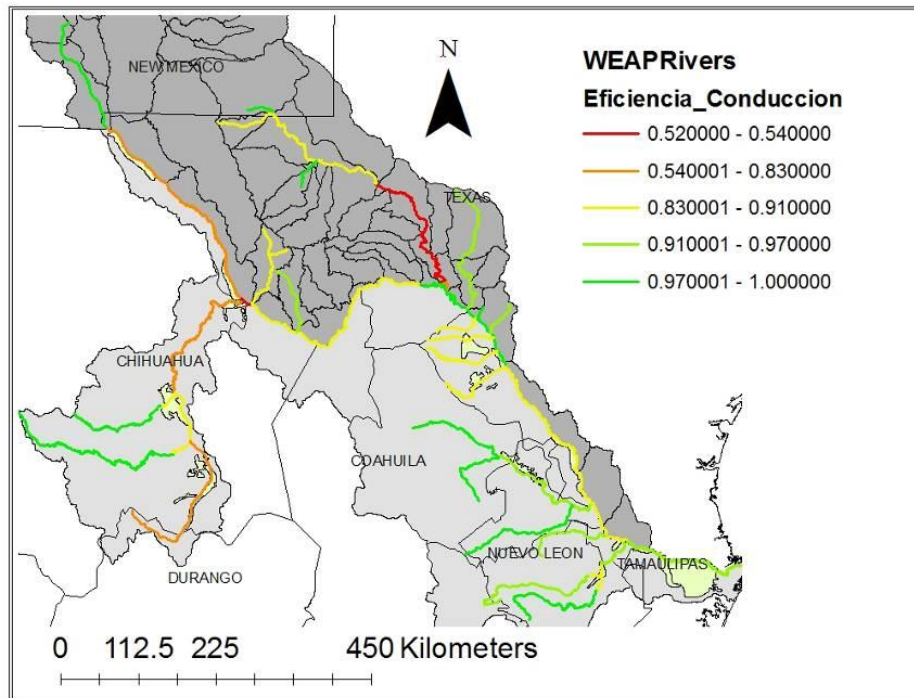 N
NEW MEXICO
WEAPRivers
Eficiencia_Conduccion
0.520000 - 0.540000
0.540001 - 0.830000
0.830001 - 0.910000
0.910001 - 0.970000
0.970001 - 1.000000
TEXAS
CHIHUAHUA
COAHUILA
NUEVO LEON
TAMAULIPAS
DURANGO
0 112.5 225 450 Kilometers